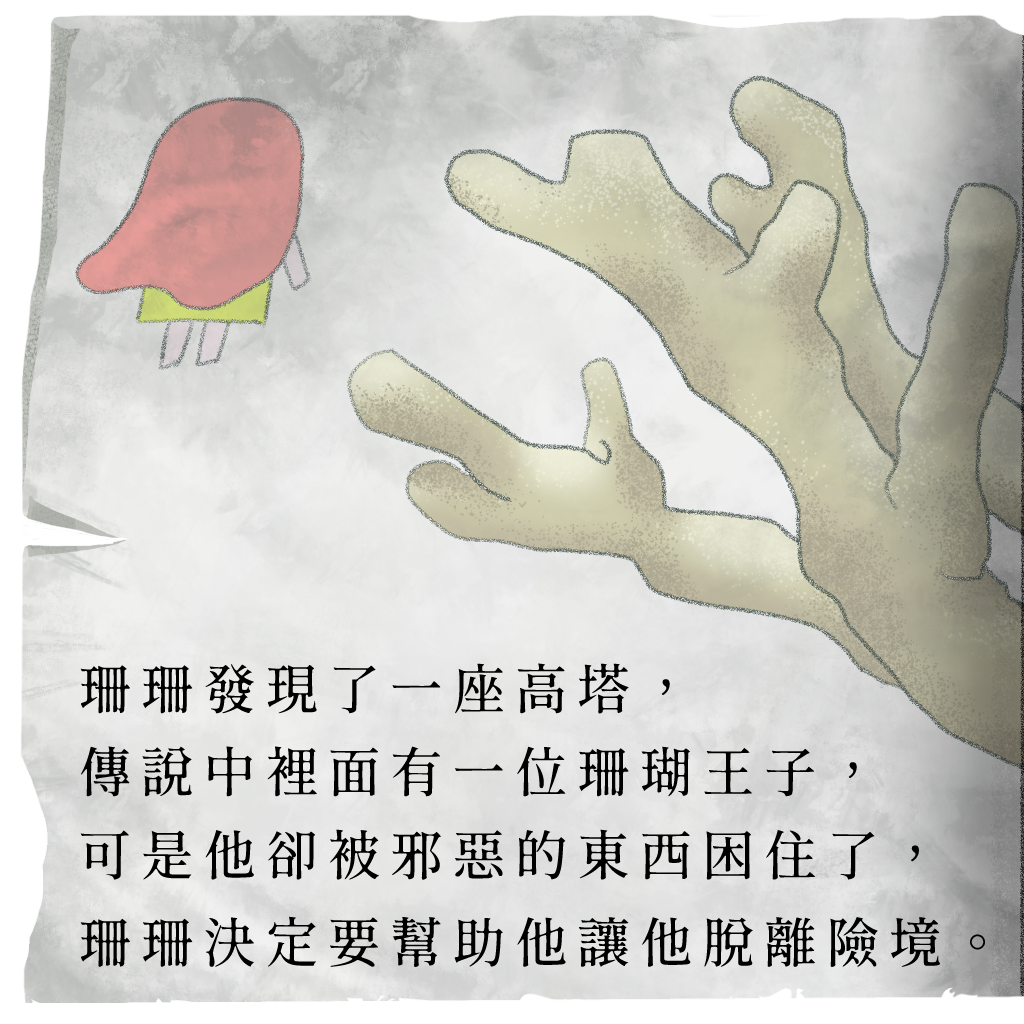 珊珊發現了一座高塔，
傳說中裡面有一位珊瑚王子，
可是他卻被邪惡的東西困住了，
珊珊決定要幫助他讓他脫離險境。